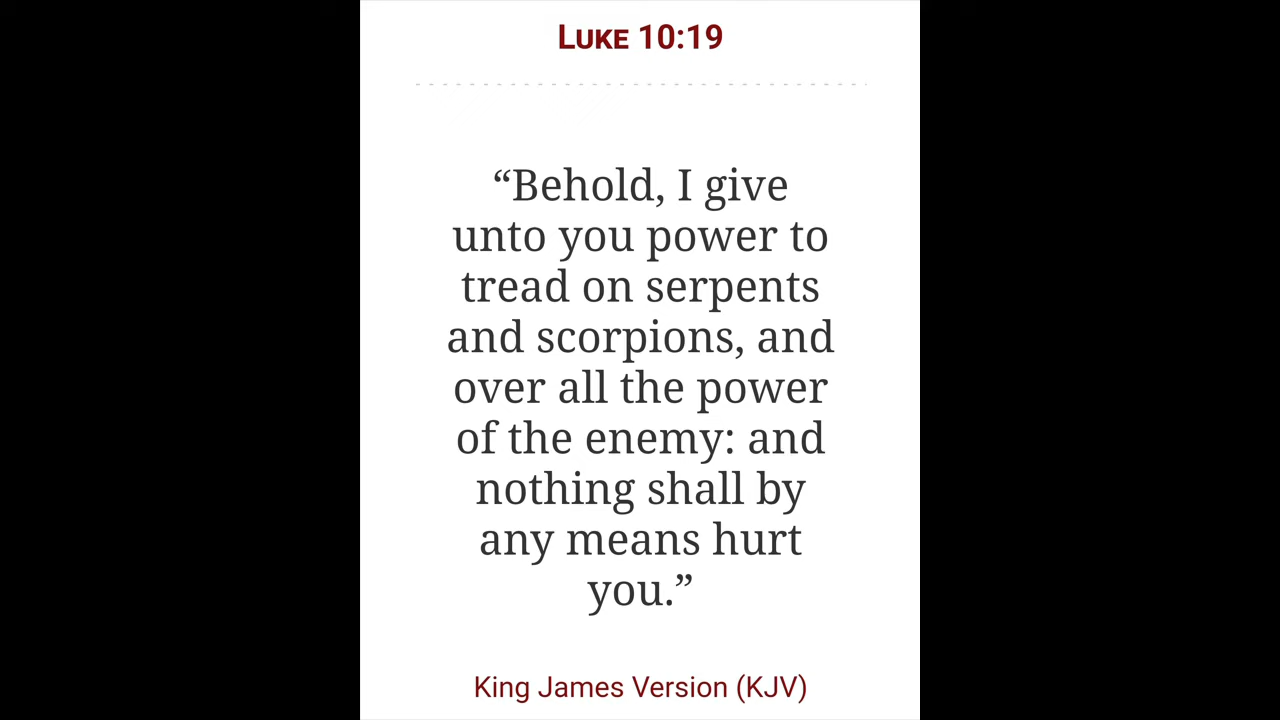 Luke 10:19
“Behold, I give
unto you power to
tread on serpents
and scorpions, and
over all the power
of the enemy: and
nothing shall by
any means hurt
you.”
King James Version (KJV)